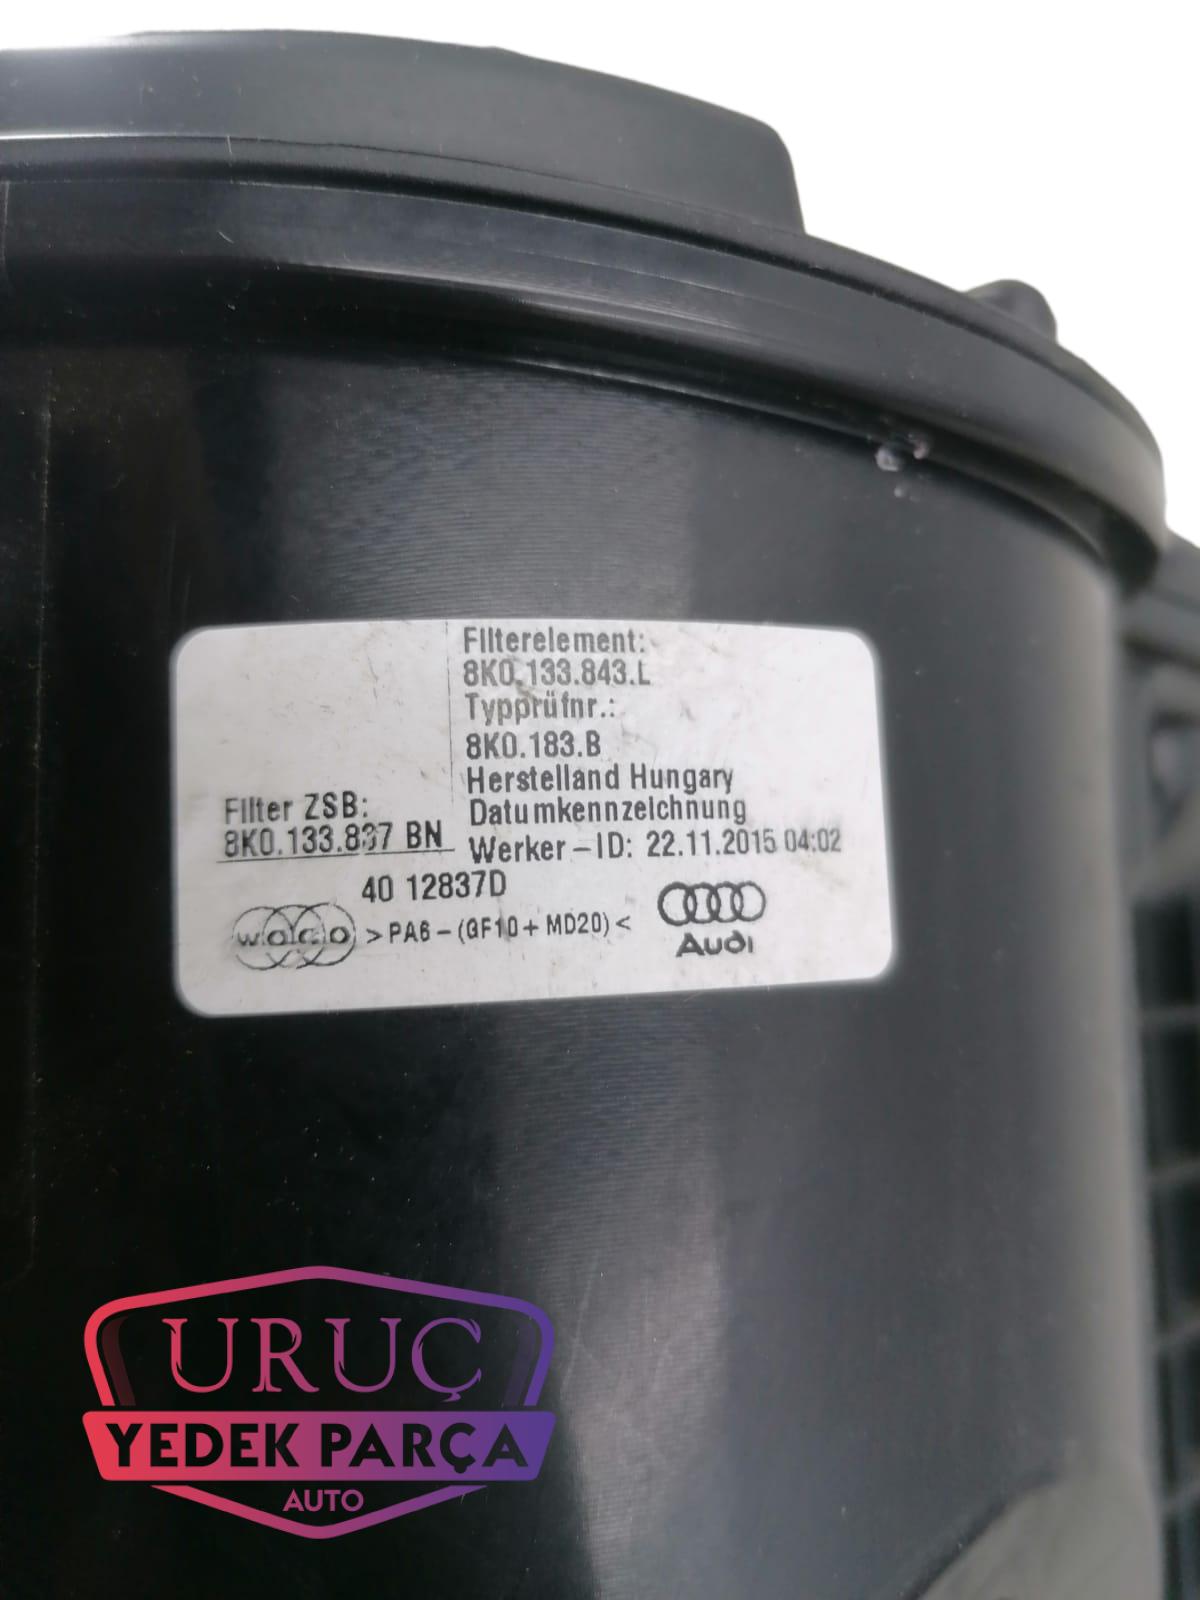 Filterelement:
8K0.133.843.L
Typprüfnr.:
8K0.183.B
Herstelland Hungary
Datumkennzeichnung
Werker-ID: 22.11.2015 04:02
Filter ZSB:
8K0.133.837 BN
40 12837D
woco >PA6-(GF10+MD20)<
Audi
URUÇ
YEDEK PARÇA
AUTO